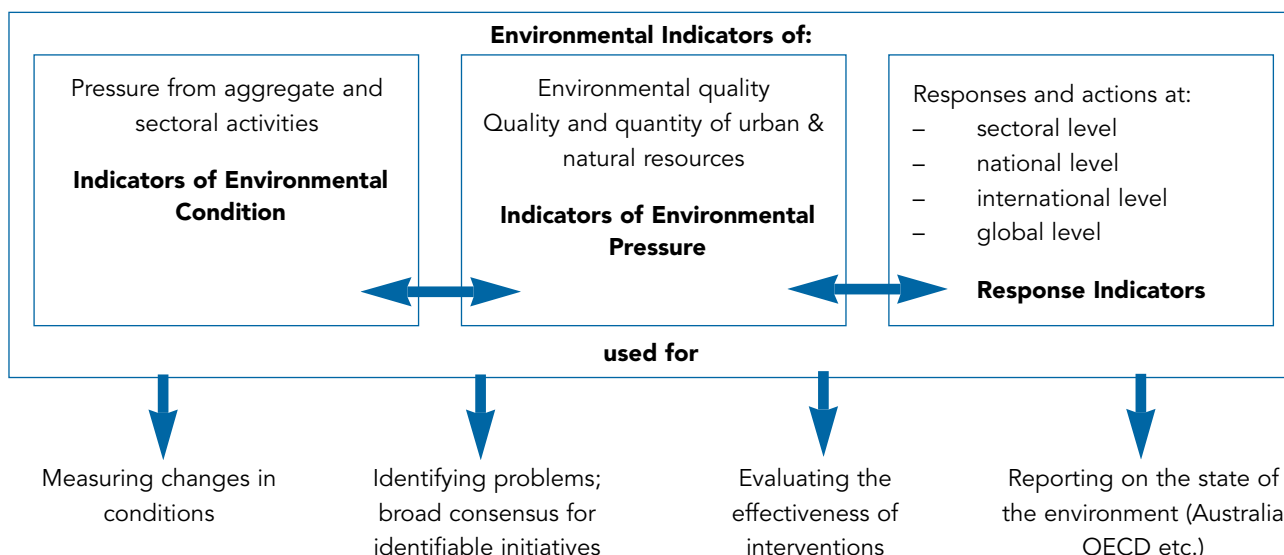 Environmental Indicators of:
Pressure from aggregate and
sectoral activities
Indicators of Environmental
Condition
Environmental quality
Quality and quantity of urban &
natural resources
Indicators of Environmental
Pressure
Responses and actions at:
– sectoral level
– national level
– international level
– global level
Response Indicators
used for
Measuring changes in
conditions
Identifying problems;
broad consensus for
identifiable initiatives
Evaluating the
effectiveness of
interventions
Reporting on the state of
the environment (Australia
OECD etc.)